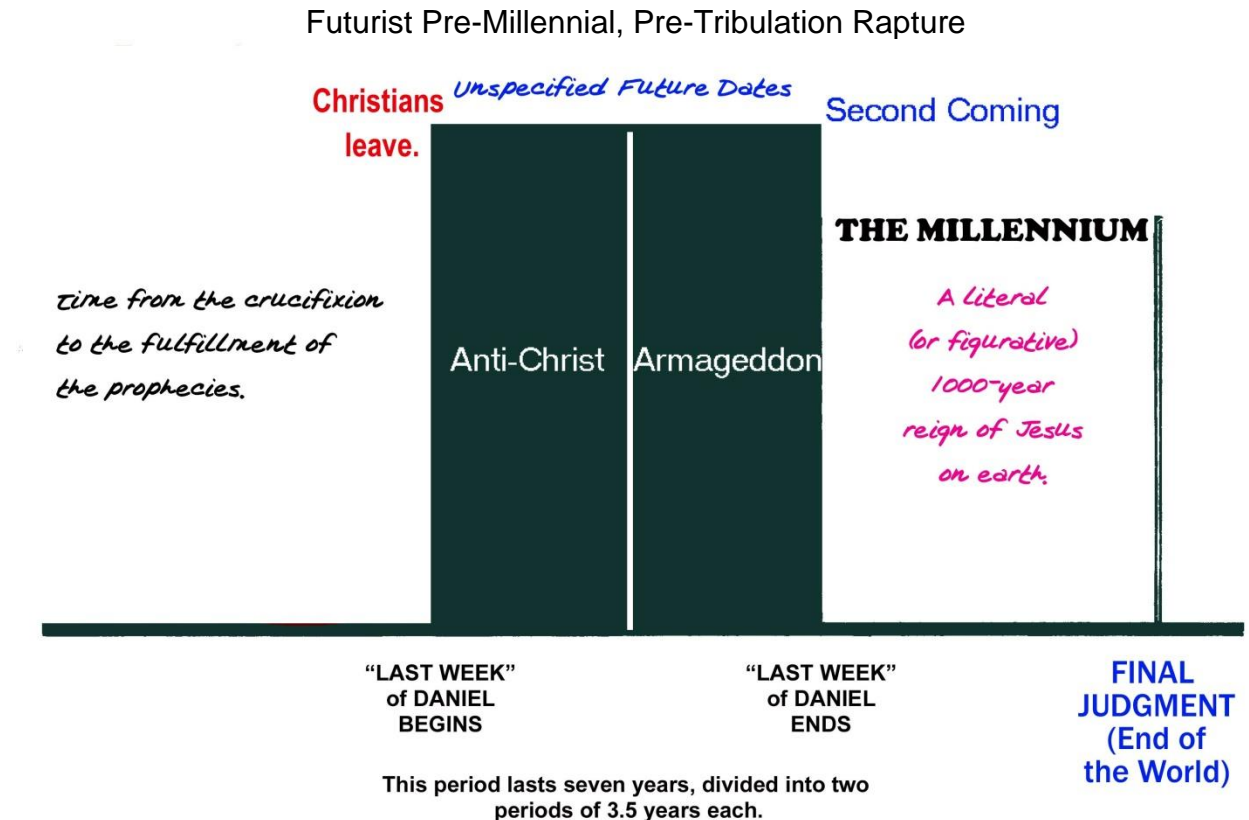 Futurist Pre-Millennial, Pre-Tribulation Rapture
Christians
leave.
Unspecified Future Dates
Second Coming
THE MILLENNIUM
Time from the crucifixion
to the fulfillment of
the prophecies.
Anti-Christ
Armageddon
A literal
(or figurative)
1000-year
reign of Jesus
on earth.
“LAST WEEK”
of DANIEL
BEGINS
“LAST WEEK”
of DANIEL
ENDS
FINAL
JUDGMENT
(End of
the World)
This period lasts seven years, divided into two
periods of 3.5 years each.